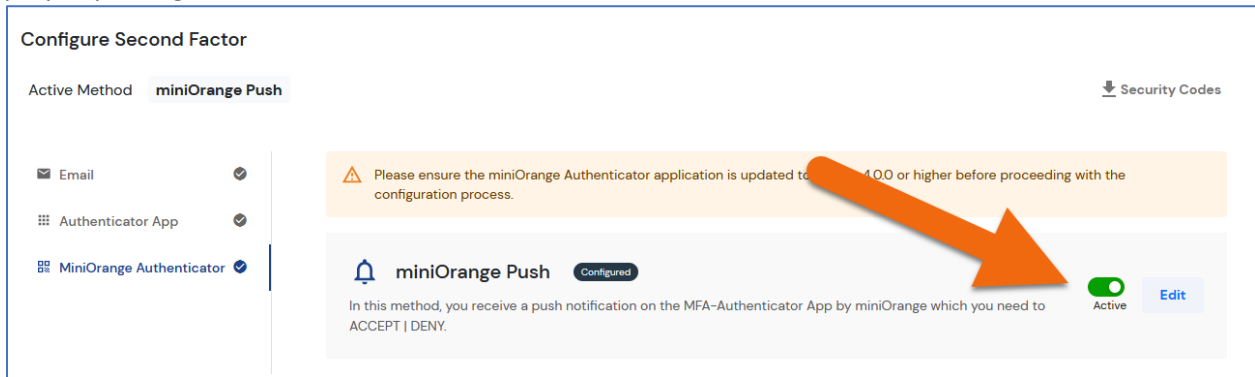 Configure Second Factor
Active Method miniOrange Push
Security Codes
Email
Authenticator App
MiniOrange Authenticator
Please ensure the miniOrange Authenticator application is updated to 4.0.0 or higher before proceeding with the
configuration process.
miniOrange Push Configured
In this method, you receive a push notification on the MFA-Authenticator App by miniOrange which you need to
ACCEPT | DENY.
Active
Edit